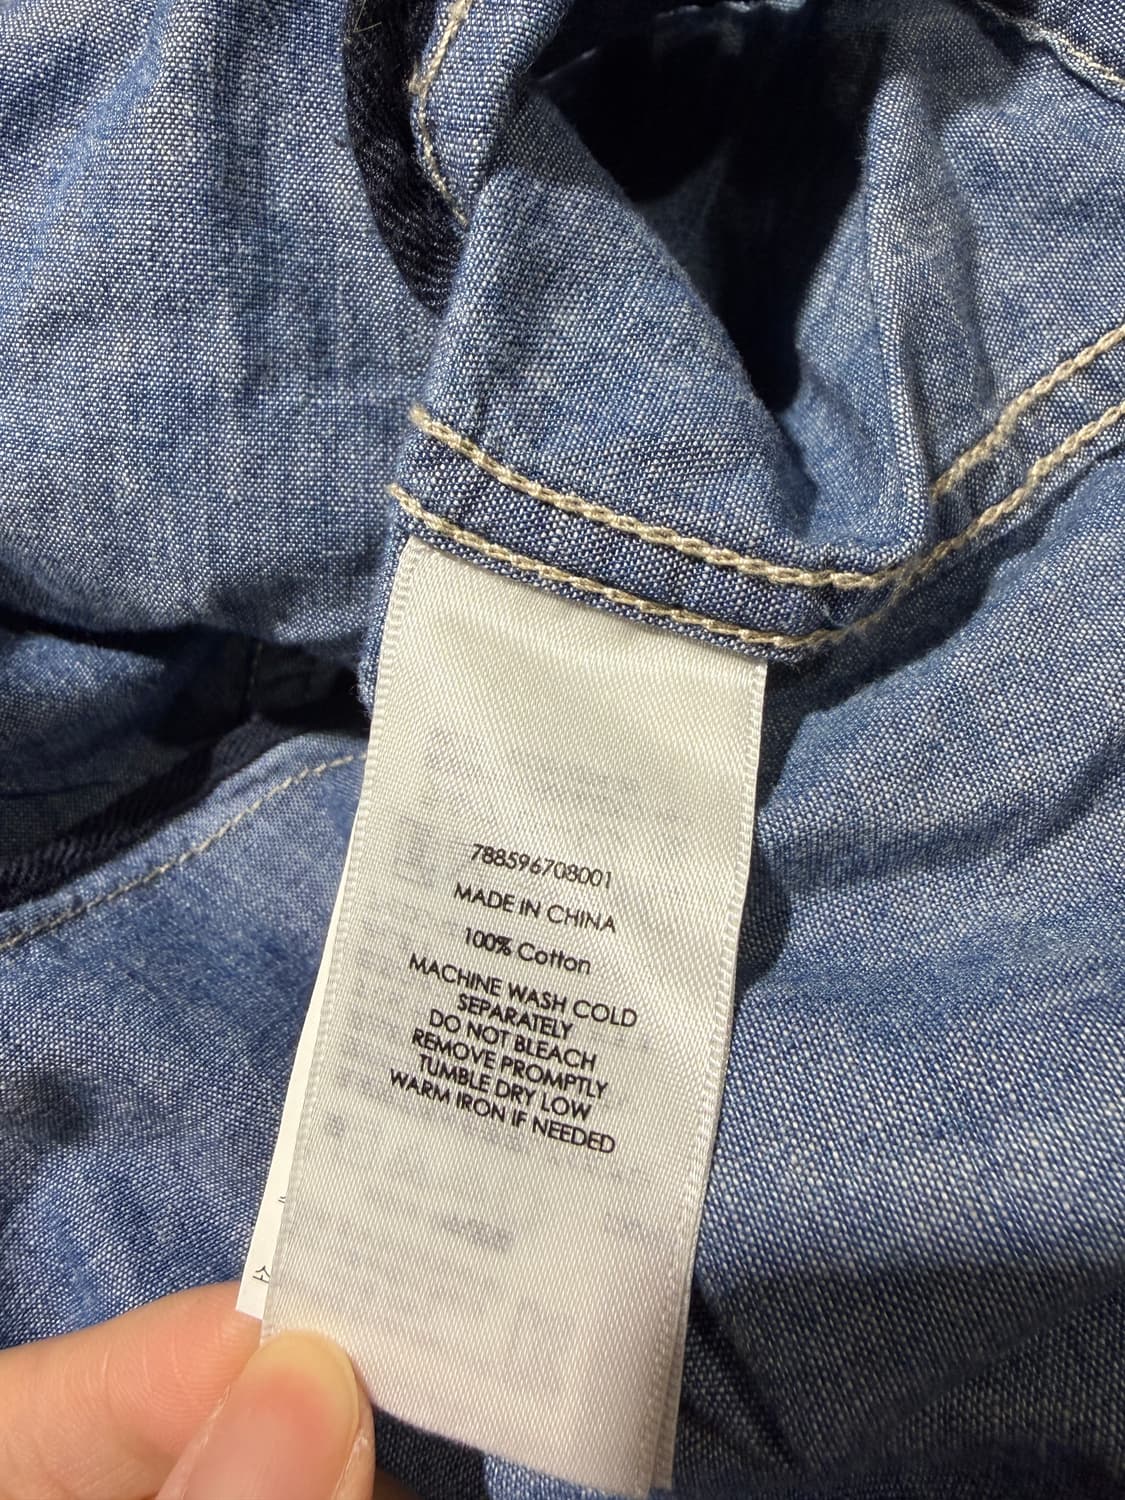 788596708001
MADE IN CHINA
100% Cotton
MACHINE WASH COLD
SEPARATELY
DO NOT BLEACH
REMOVE PROMPTLY
TUMBLE DRY LOW
WARM IRON IF NEEDED
소